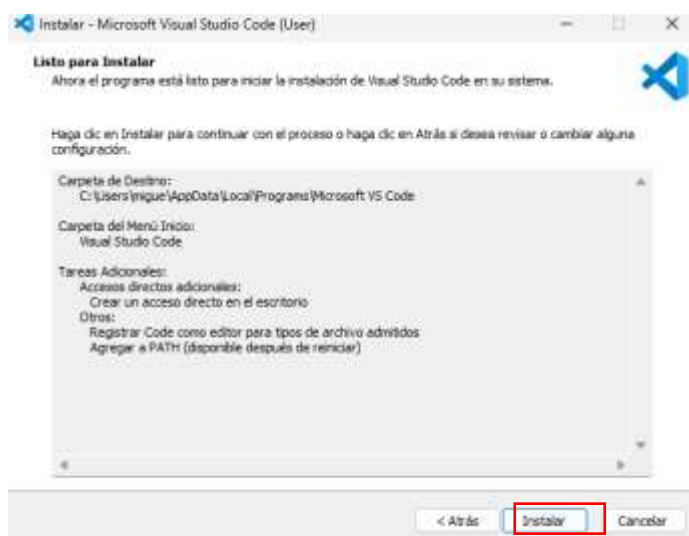 Instalar - Microsoft Visual Studio Code (User)
Listo para Instalar
Ahora el programa está listo para iniciar la instalación de Visual Studio Code en su sistema.
Haga clic en Instalar para continuar con el proceso o haga clic en Atrás si desea revisar o cambiar alguna
configuración.
Carpeta de Destino:
C:\Users\migue\AppData\Local\Programs\Microsoft VS Code
Carpeta del Menú Inicio:
Visual Studio Code
Tareas Adicionales:
Accesos directos adicionales:
Crear un acceso directo en el escritorio
Otros:
Registrar Code como editor para tipos de archivo admitidos
Agregar a PATH (disponible después de reiniciar)
< Atrás
Instalar
Cancelar